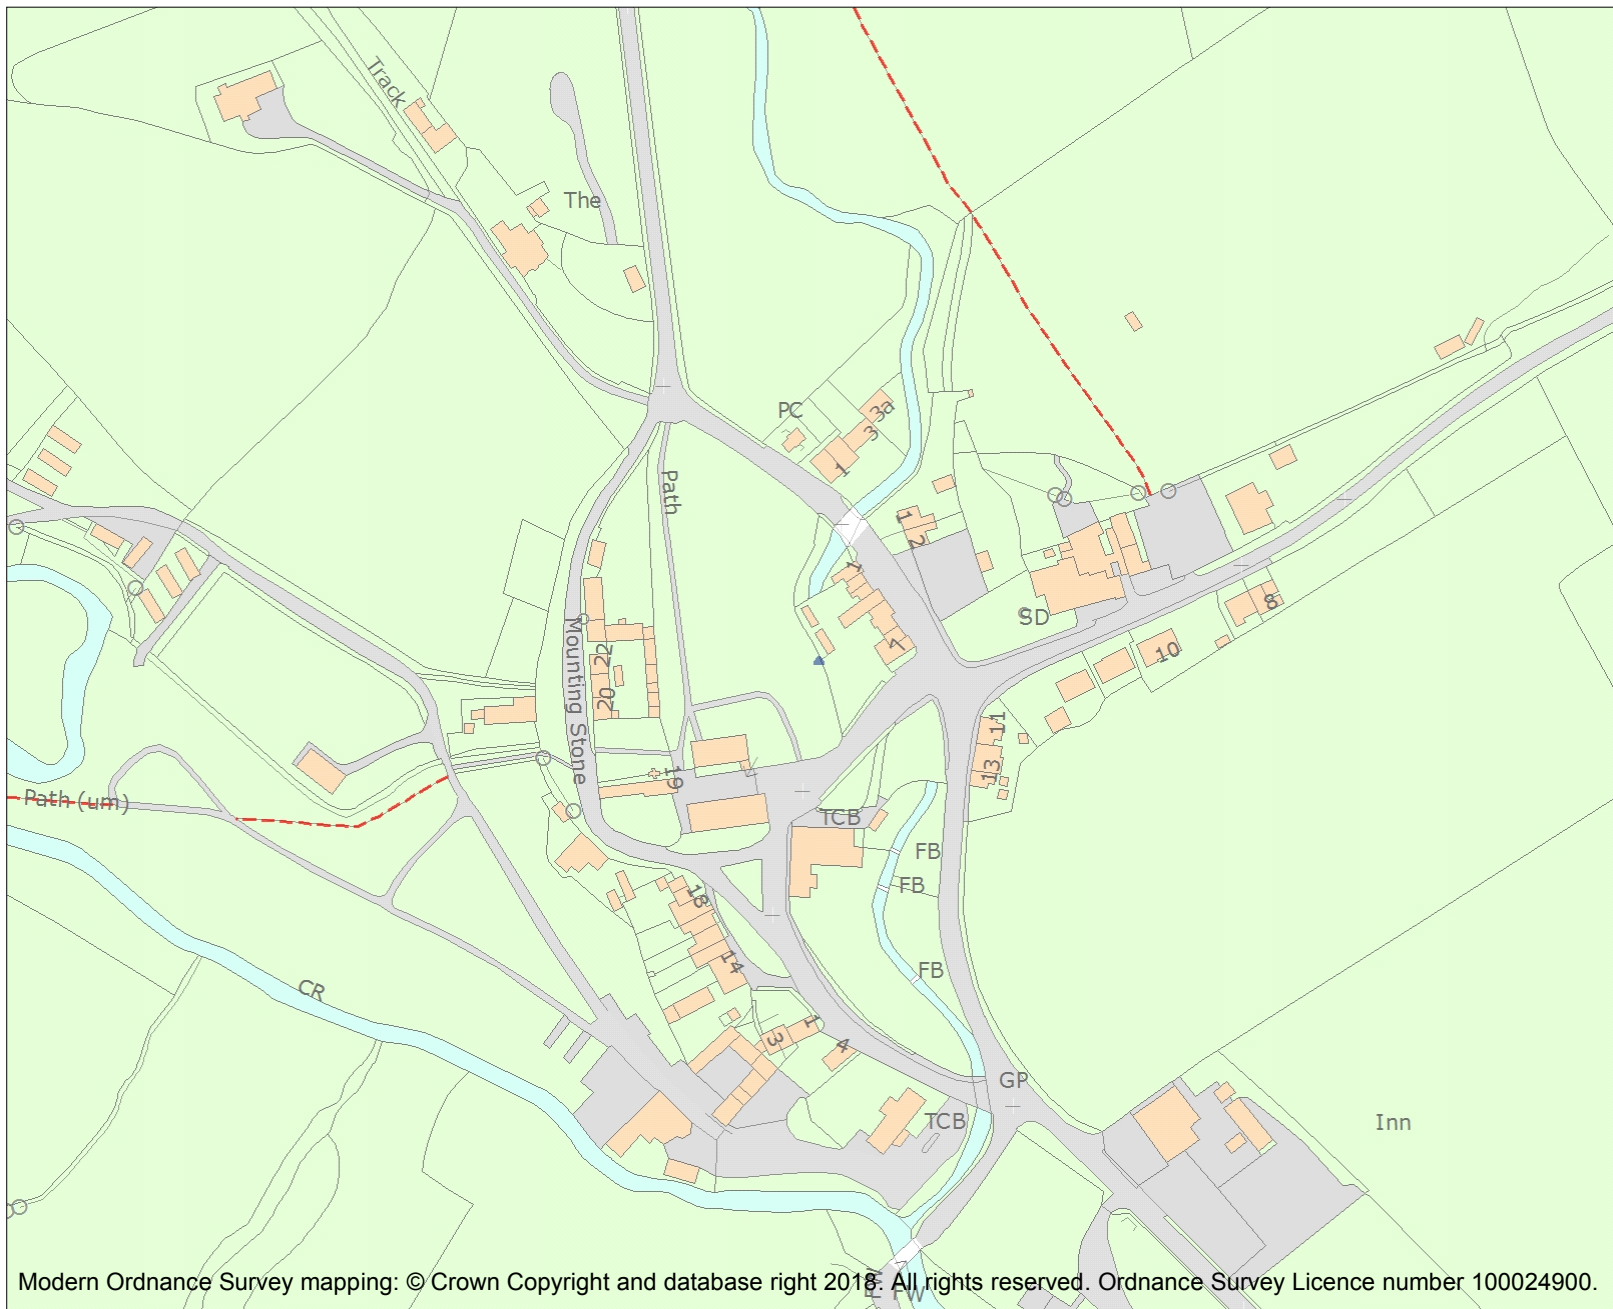 Track
The
PC
3a
3
1
Path
1
2
1
7
SD
8
10
Mounting Stone
22
20
11
13
19
Path (um)
TCB
FB
FB
18
14
FB
CR
1
3
4
GP
TCB
Inn
FW
Modern Ordnance Survey mapping: © Crown Copyright and database right 2018. All rights reserved. Ordnance Survey Licence number 100024900.